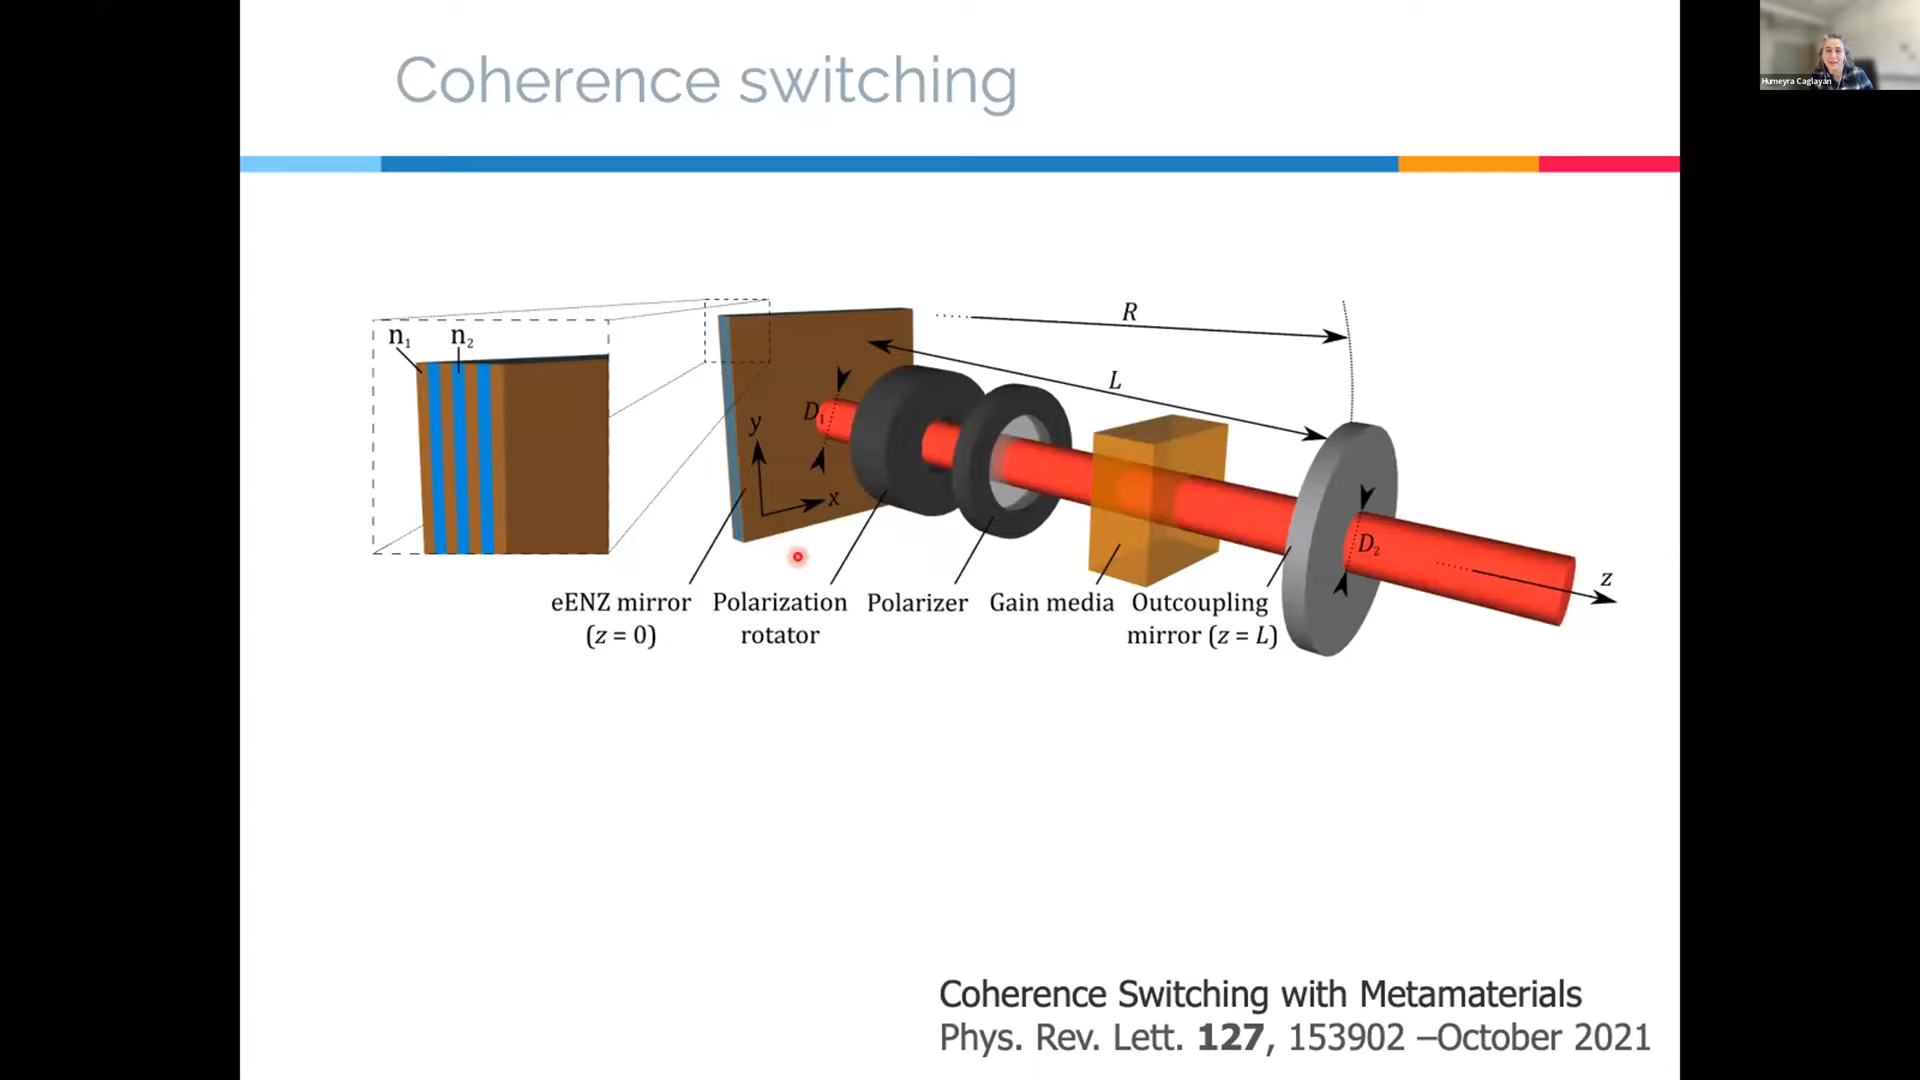 Coherence switching
Humeyra Caglayan
n₁
n₂
R
L
D₁
y
x
D₂
z
eENZ mirror
(z = 0)
Polarization
rotator
Polarizer
Gain media
Outcoupling
mirror (z = L)
Coherence Switching with Metamaterials
Phys. Rev. Lett. 127, 153902 –October 2021